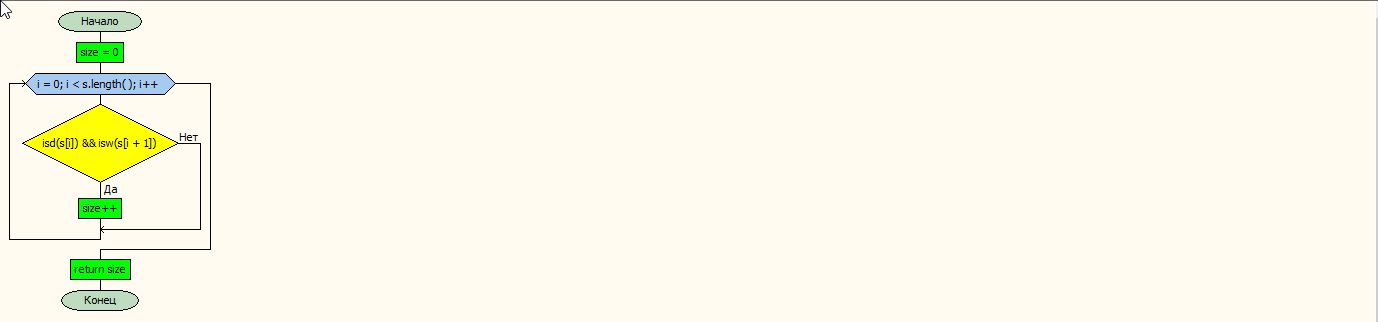 Начало
size = 0
i = 0; i < s.length( ); i++
isd(s[i]) && isw(s[i + 1])
Нет
Да
size++
return size
Конец